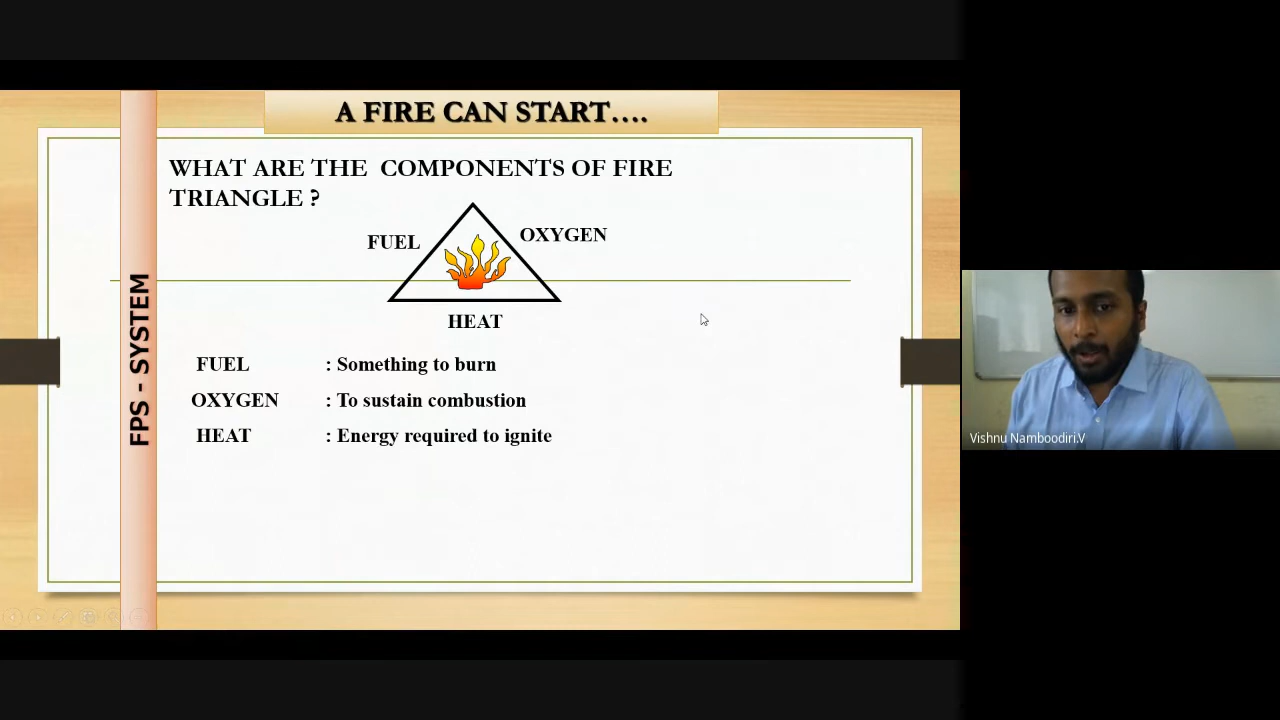 A FIRE CAN START....
WHAT ARE THE COMPONENTS OF FIRE
TRIANGLE ?
FUEL
OXYGEN
HEAT
FUEL : Something to burn
OXYGEN : To sustain combustion
HEAT : Energy required to ignite
FPS - SYSTEM
Vishnu Namboodiri.V